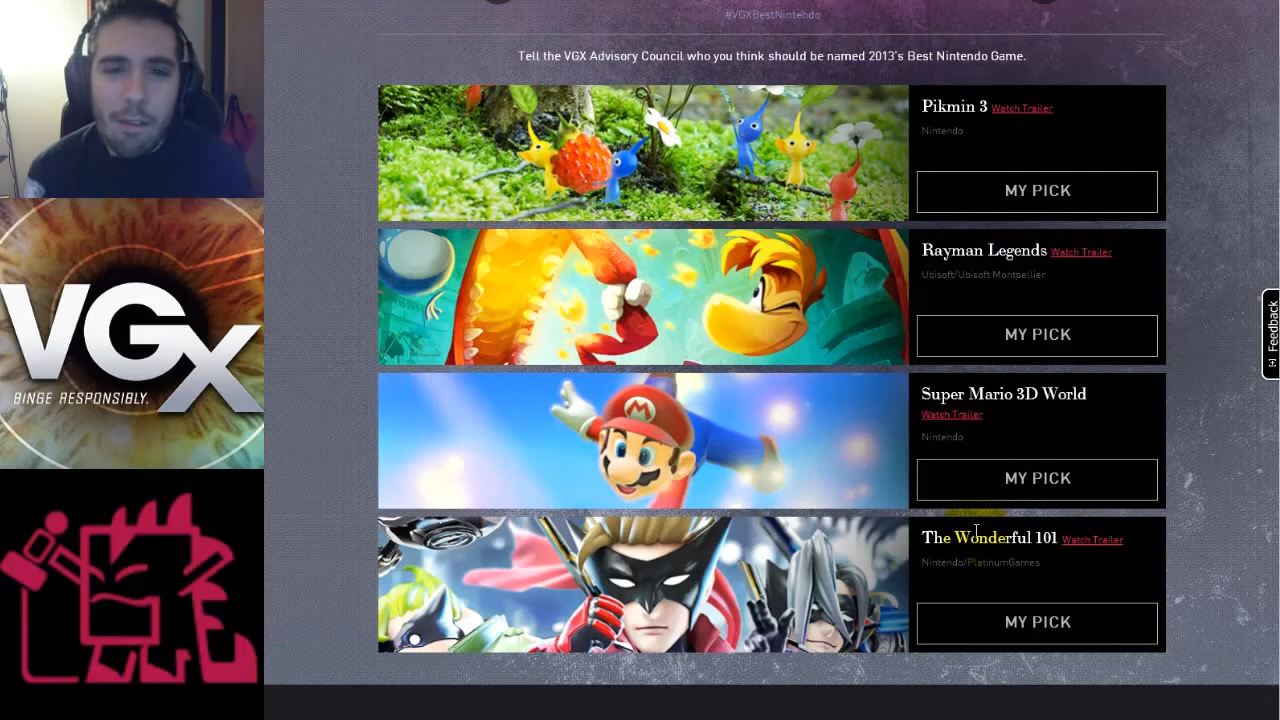 #VGXBestNintendo
Tell the VGX Advisory Council who you think should be named 2013's Best Nintendo Game.
Pikmin 3 Watch Trailer
Nintendo
MY PICK
Rayman Legends Watch Trailer
Ubisoft/Ubisoft Montpellier
MY PICK
Super Mario 3D World
Watch Trailer
Nintendo
MY PICK
The Wonderful 101 Watch Trailer
Nintendo/PlatinumGames
MY PICK
[+] Feedback
VGX
BINGE RESPONSIBLY.
M